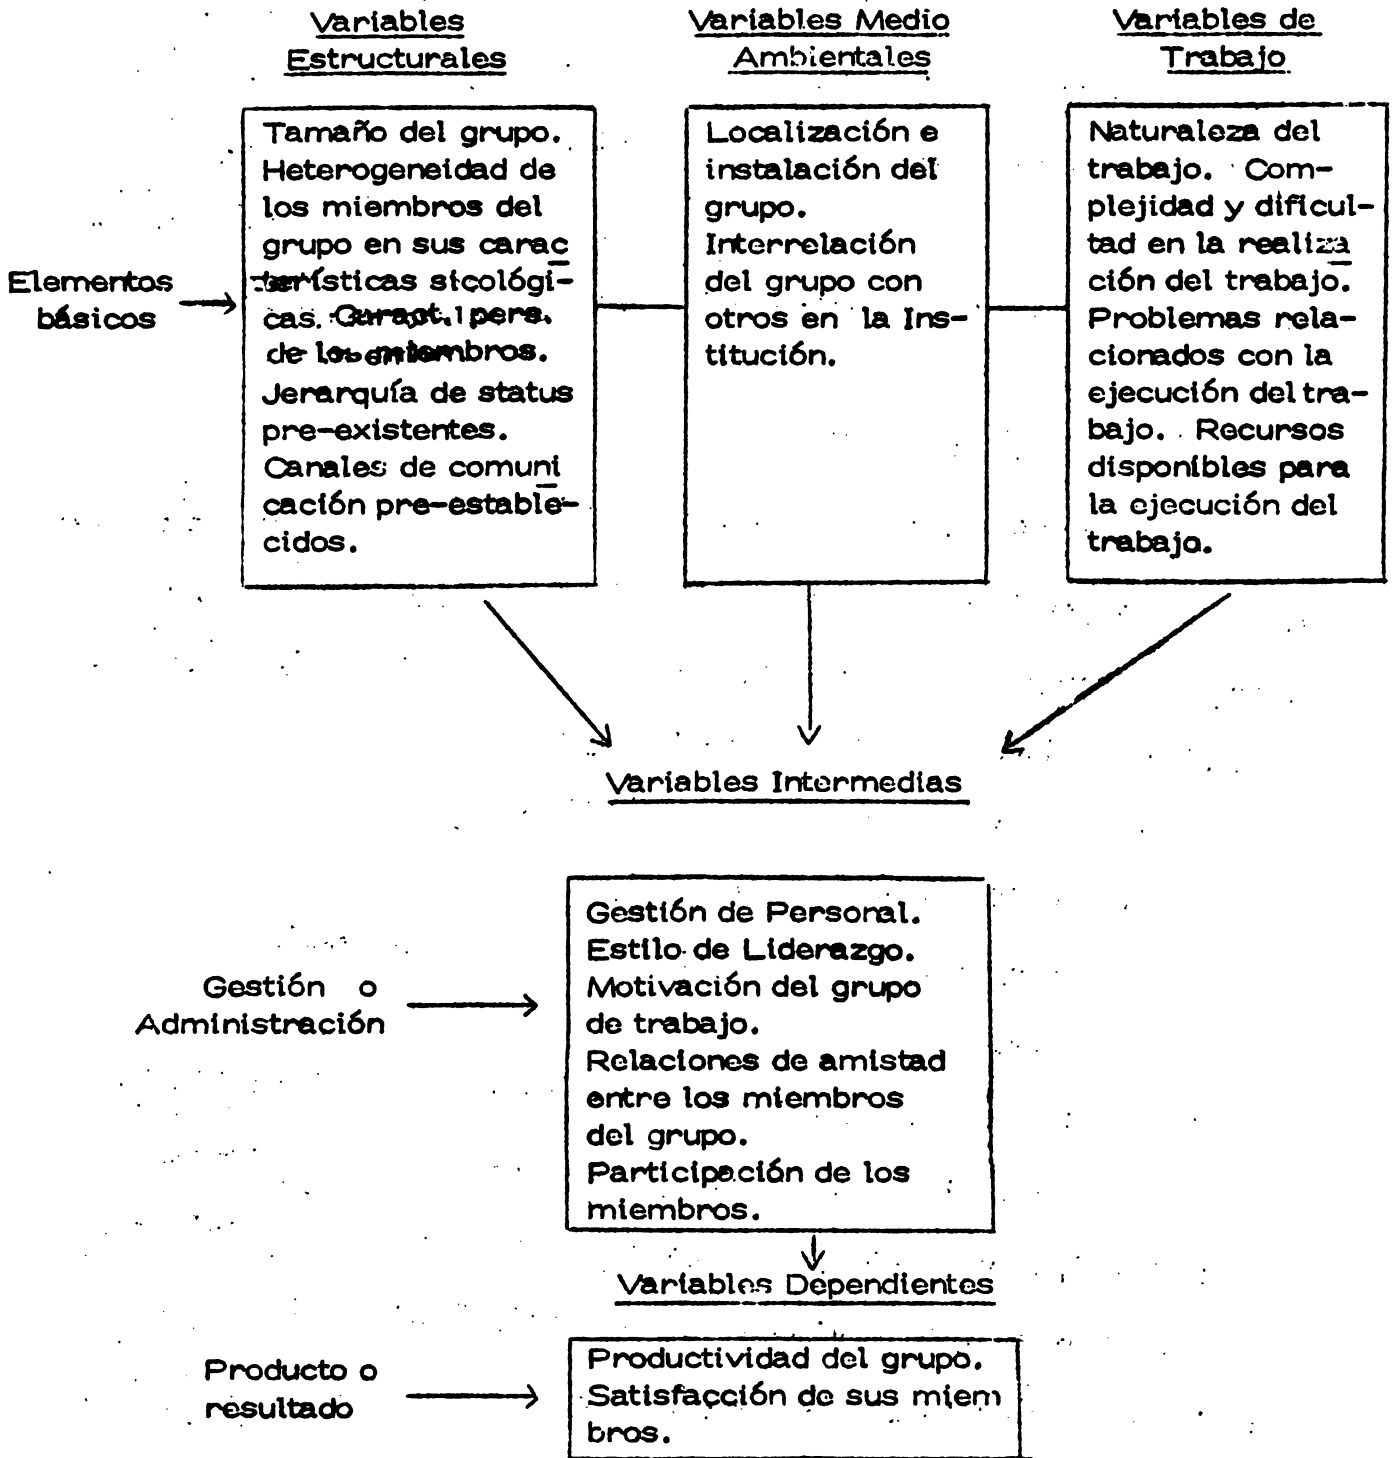 Variables
Estructurales
Variables Medio
Ambientales
Variables de
Trabajo
Elementos
básicos
Tamaño del grupo.
Heterogeneidad de
los miembros del
grupo en sus carac
terísticas sicológi-
cas. Caract. pers.
de los miembros.
Jerarquía de status
pre-existentes.
Canales de comuni
cación pre-estable-
cidos.
Localización e
instalación del
grupo.
Interrelación
del grupo con
otros en la Ins-
titución.
Naturaleza del
trabajo. Com-
plejidad y dificul-
tad en la realiza
ción del trabajo.
Problemas rela-
cionados con la
ejecución del tra-
bajo. Recursos
disponibles para
la ejecución del
trabajo.
Variables Intermedias
Gestión o
Administración
Gestión de Personal.
Estilo de Liderazgo.
Motivación del grupo
de trabajo.
Relaciones de amistad
entre los miembros
del grupo.
Participación de los
miembros.
Variables Dependientes
Producto o
resultado
Productividad del grupo.
Satisfacción de sus miem
bros.